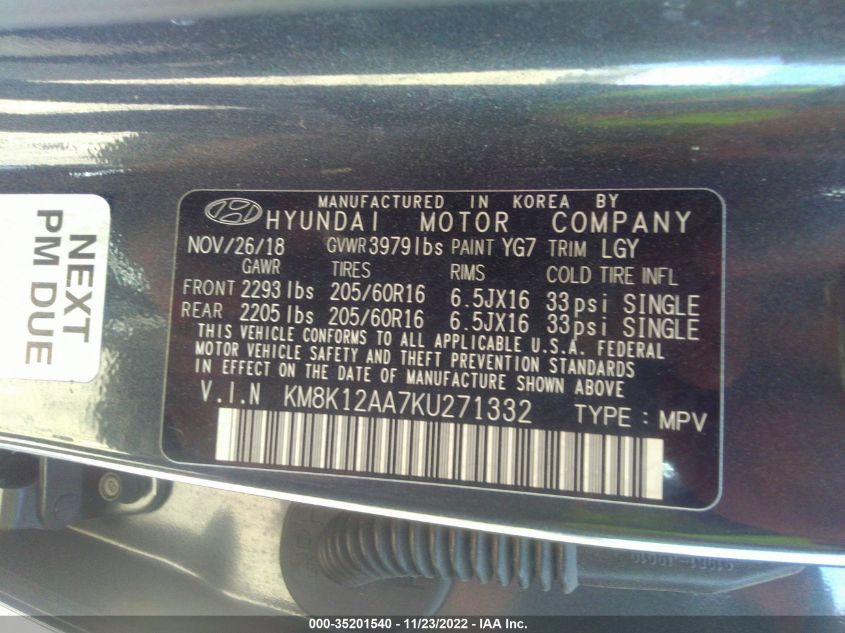 MANUFACTURED IN KOREA BY
HYUNDAI MOTOR COMPANY
NOV/26/18 GVWR 3979 lbs PAINT YG7 TRIM LGY
GAWR TIRES RIMS COLD TIRE INFL
FRONT 2293 lbs 205/60R16 6.5JX16 33psi SINGLE
REAR 2205 lbs 205/60R16 6.5JX16 33psi SINGLE
THIS VEHICLE CONFORMS TO ALL APPLICABLE U.S.A. FEDERAL
MOTOR VEHICLE SAFETY AND THEFT PREVENTION STANDARDS
IN EFFECT ON THE DATE OF MANUFACTURE SHOWN ABOVE
V.I.N KM8K12AA7KU271332 TYPE : MPV
NEXT
PM DUE
000-35201540 - 11/23/2022 - IAA Inc.